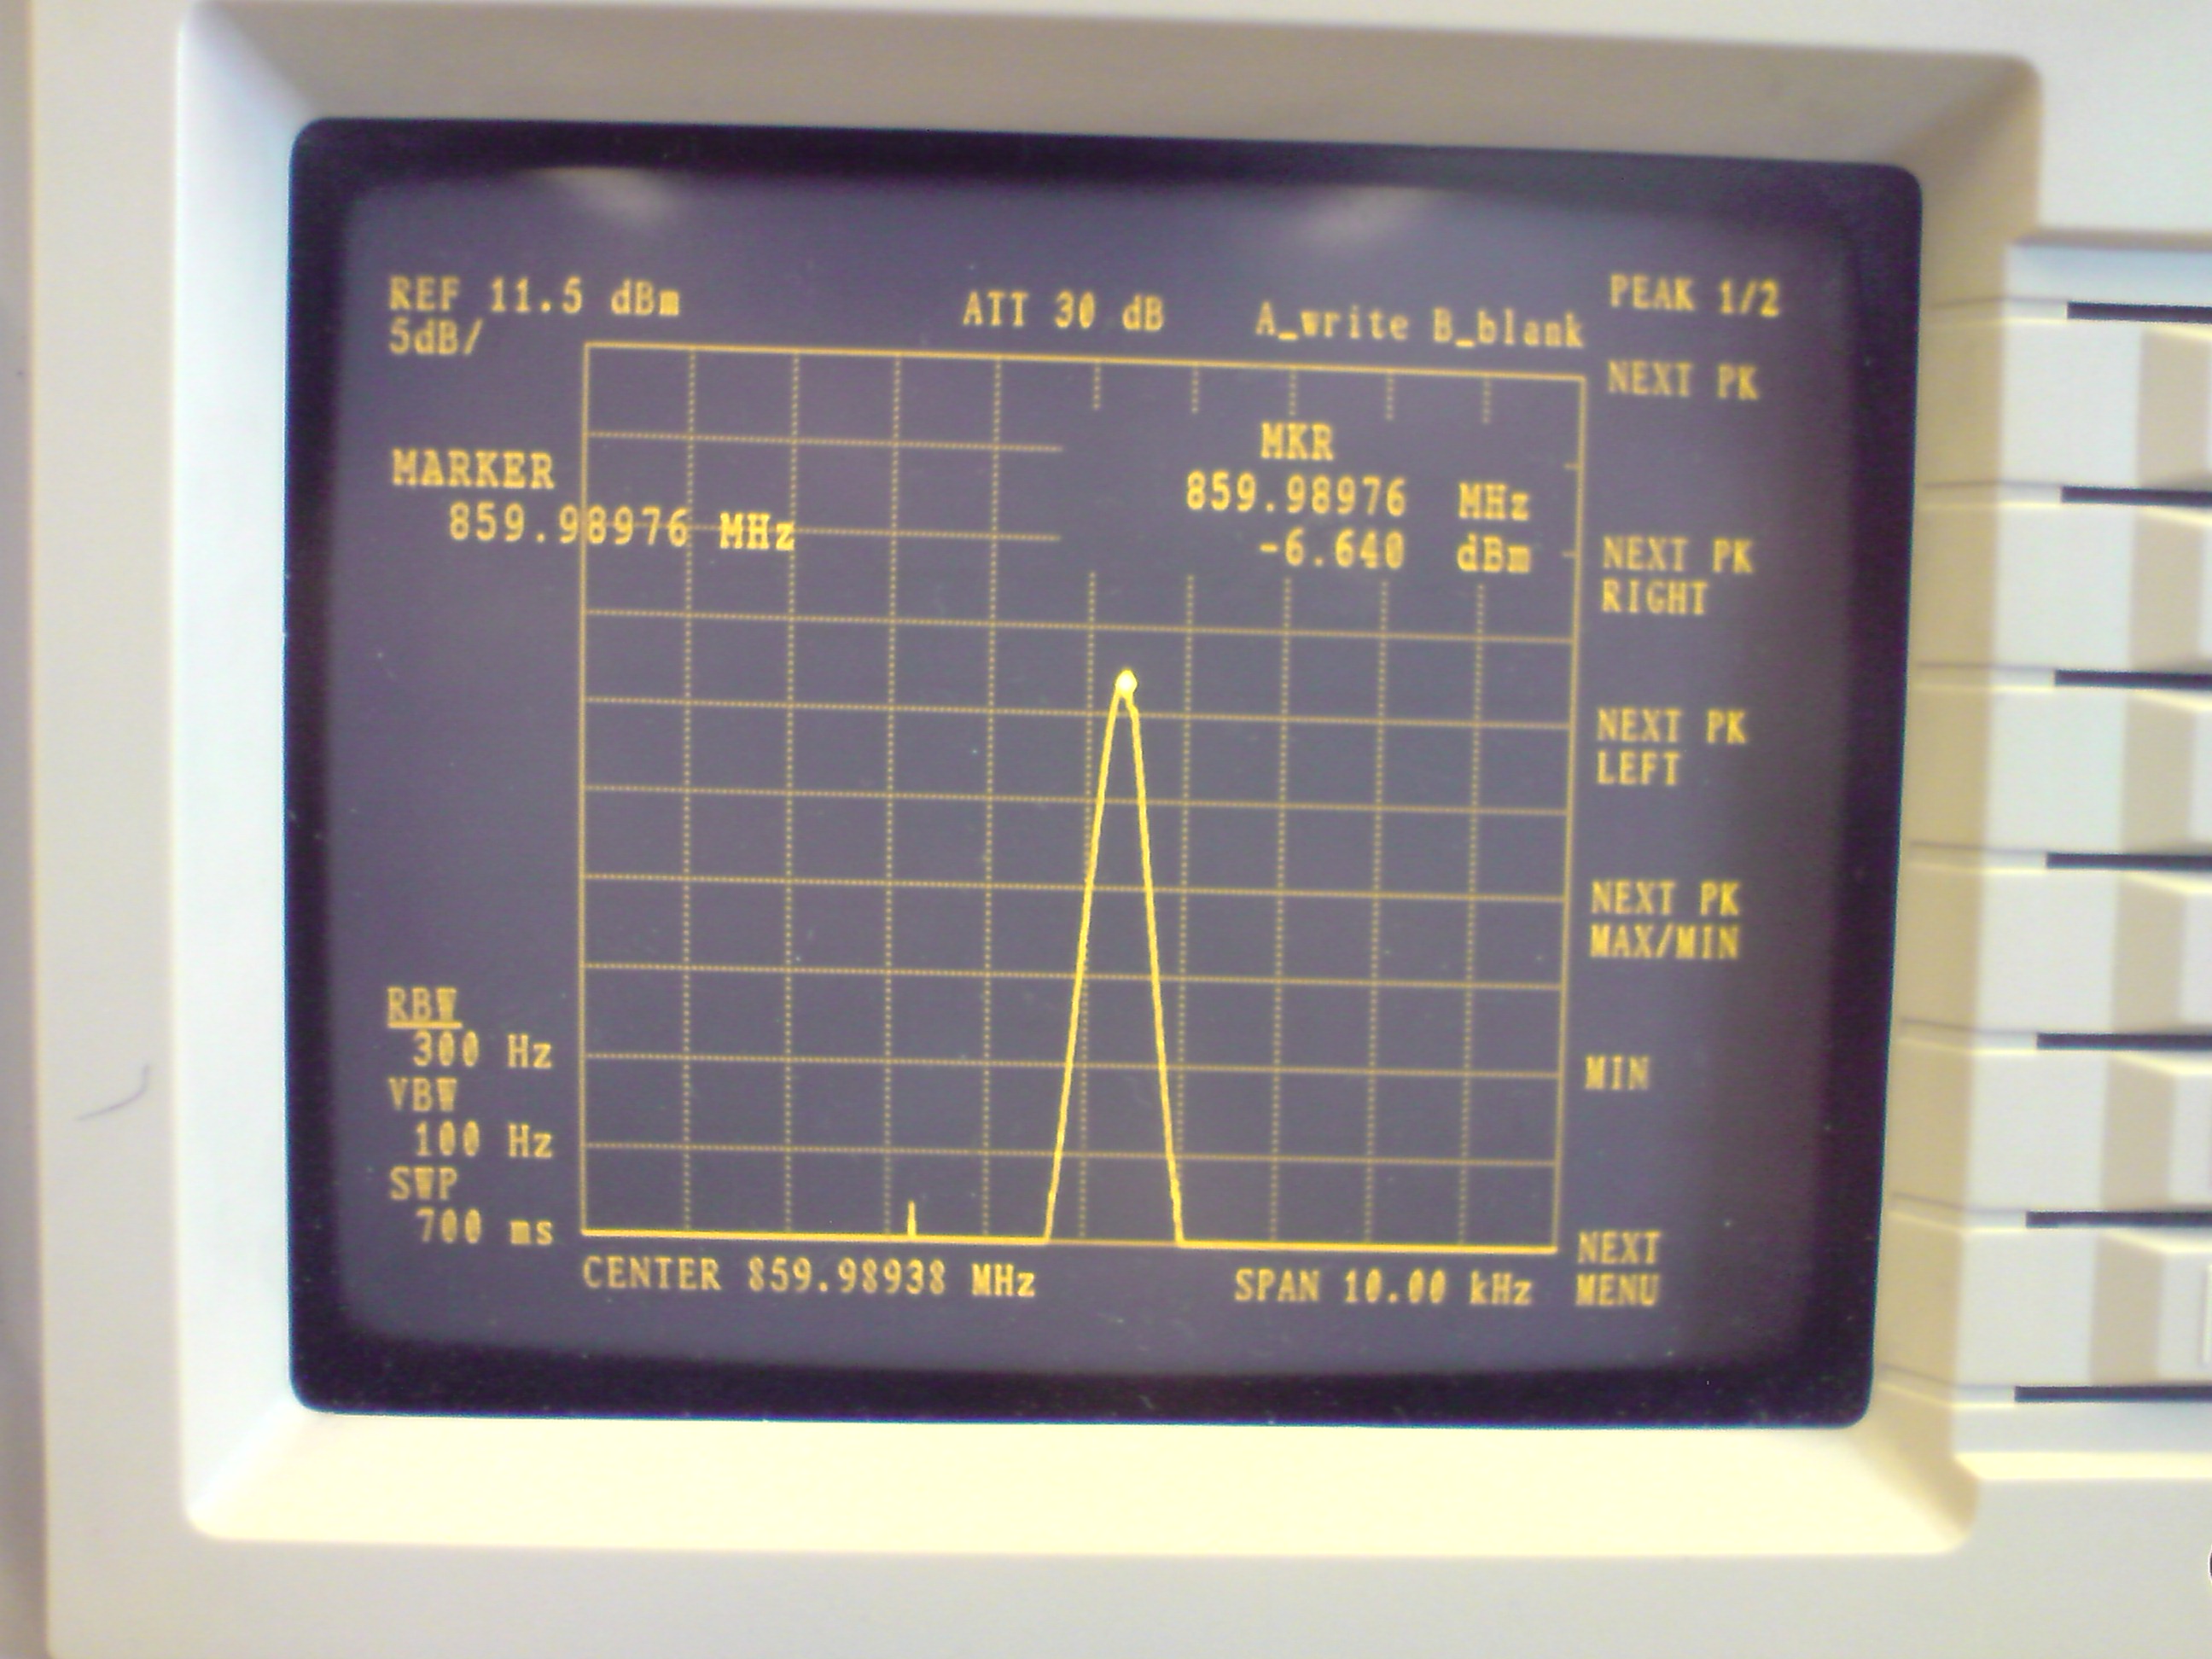 REF 11.5 dBm
5dB/
ATT 30 dB
A_write B_blank
PEAK 1/2
NEXT PK
MKR
859.98976 MHz
-6.640 dBm
MARKER
859.98976 MHz
NEXT PK
RIGHT
NEXT PK
LEFT
NEXT PK
MAX/MIN
RBW
300 Hz
VBW
100 Hz
SWP
700 ms
MIN
NEXT
MENU
CENTER 859.98938 MHz
SPAN 10.00 kHz